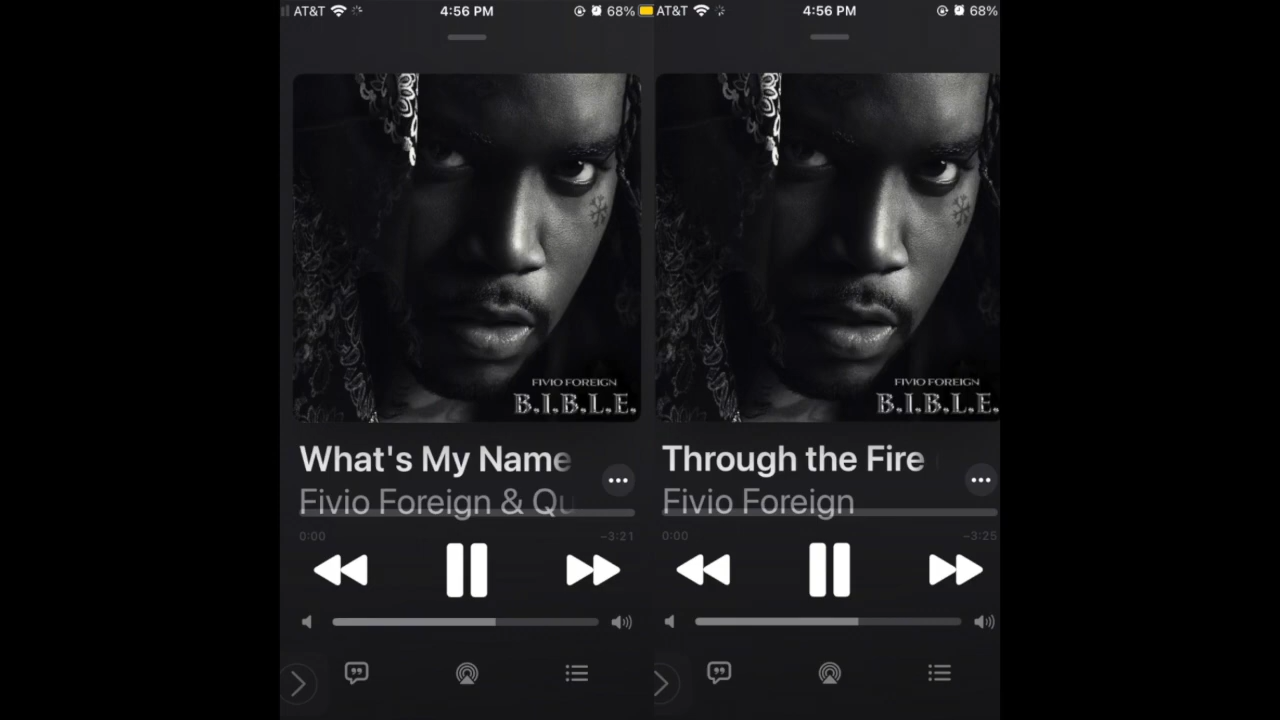 AT&T 4:56 PM 68%
FIVIO FOREIGN
B.I.B.L.E.
What's My Name
Fivio Foreign & Qu
0:00 -3:21
AT&T 4:56 PM 68%
FIVIO FOREIGN
B.I.B.L.E.
Through the Fire
Fivio Foreign
0:00 -3:25